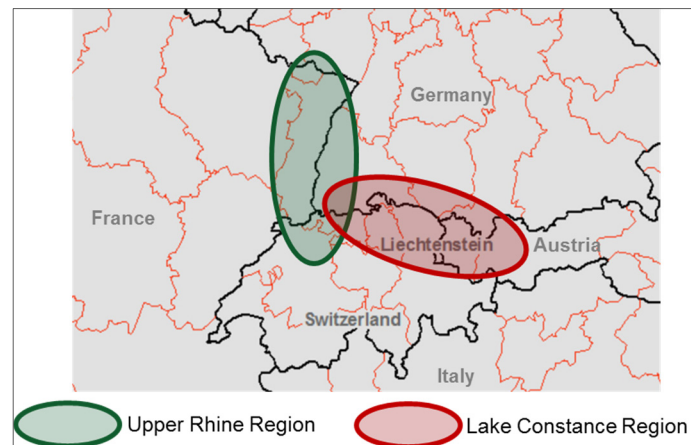 Germany
France
Liechtenstein
Austria
Switzerland
Italy
Upper Rhine Region
Lake Constance Region